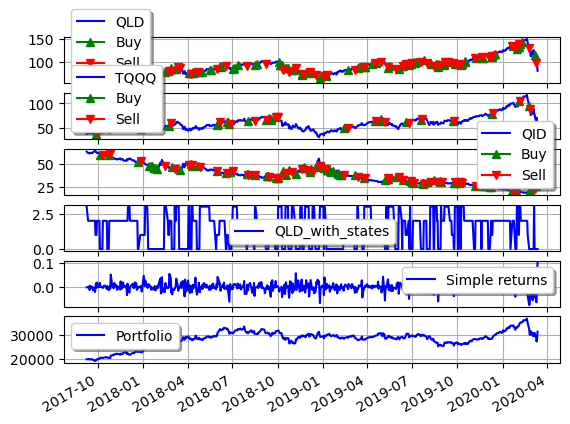 QLD
Buy
Sell
150
100
TQQQ
Buy
Sell
100
50
QID
Buy
Sell
50
25
2.5
0.0
QLD_with_states
0.1
0.0
Simple returns
30000
20000
Portfolio
2017-10
2018-01
2018-04
2018-07
2018-10
2019-01
2019-04
2019-07
2019-10
2020-01
2020-04